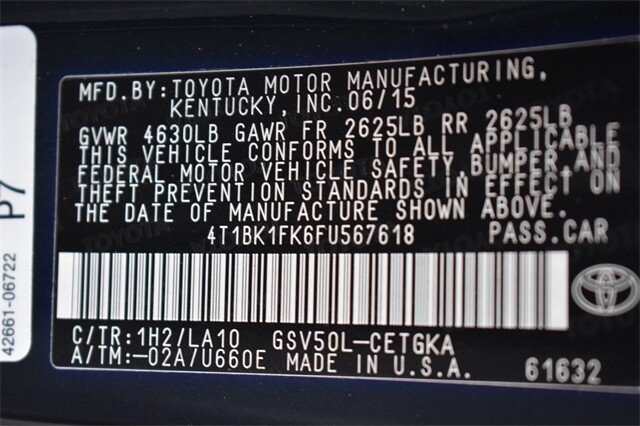 MFD.BY:TOYOTA MOTOR MANUFACTURING,
KENTUCKY, INC. 06/15
GVWR 4630LB GAWR FR 2625LB RR 2625LB
THIS VEHICLE CONFORMS TO ALL APPLICABLE
FEDERAL MOTOR VEHICLE SAFETY,BUMPER,AND
THEFT PREVENTION STANDARDS IN EFFECT ON
THE DATE OF MANUFACTURE SHOWN ABOVE.
4T1BK1FK6FU567618 PASS.CAR
C/TR:1H2/LA10 GSV50L-CETGKA
A/TM:-02A/U660E MADE IN U.S.A. 61632
P7
42661-06722